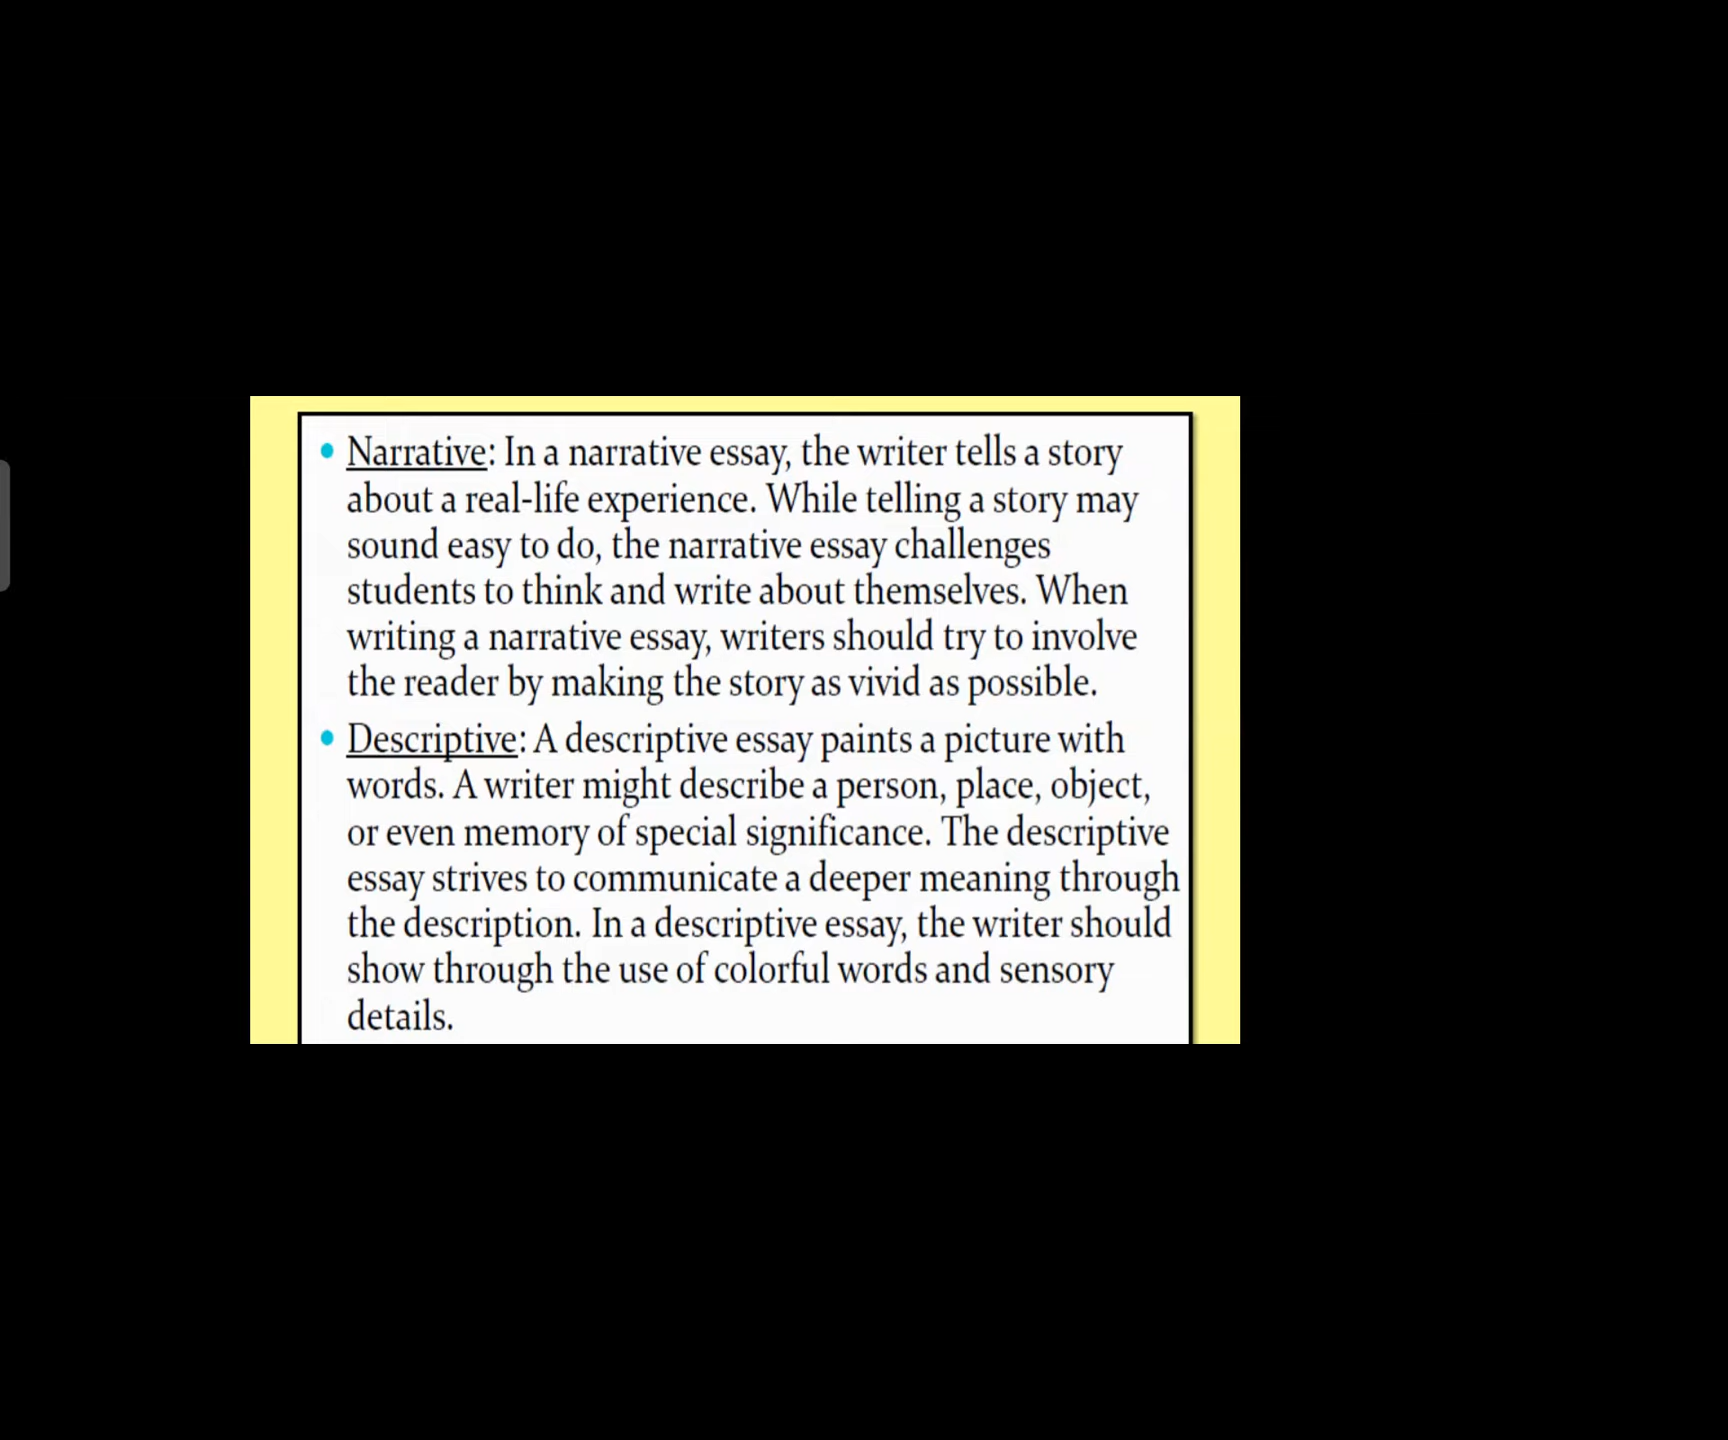 • Narrative: In a narrative essay, the writer tells a story
about a real-life experience. While telling a story may
sound easy to do, the narrative essay challenges
students to think and write about themselves. When
writing a narrative essay, writers should try to involve
the reader by making the story as vivid as possible.
• Descriptive: A descriptive essay paints a picture with
words. A writer might describe a person, place, object,
or even memory of special significance. The descriptive
essay strives to communicate a deeper meaning through
the description. In a descriptive essay, the writer should
show through the use of colorful words and sensory
details.